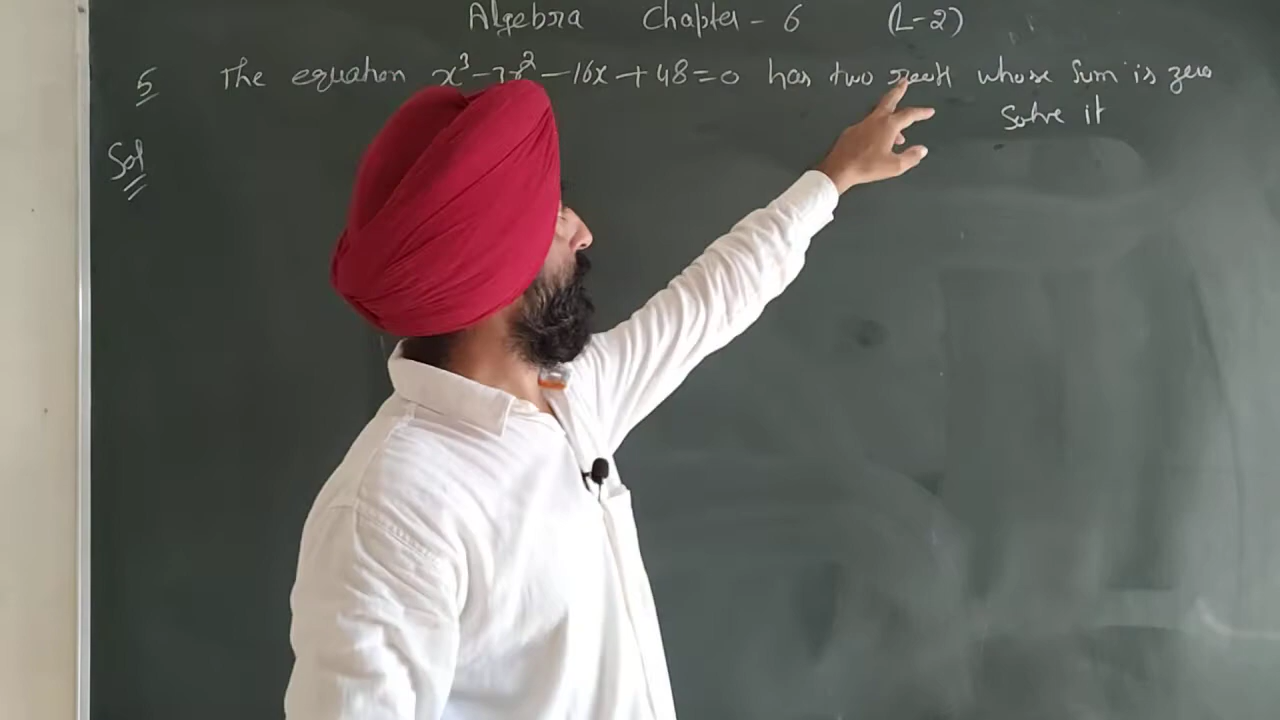 Algebra Chapter - 6 (L-2)
5 The equation x³-3x²-16x+48=0 has two roots whose sum is zero
Solve it
Sol